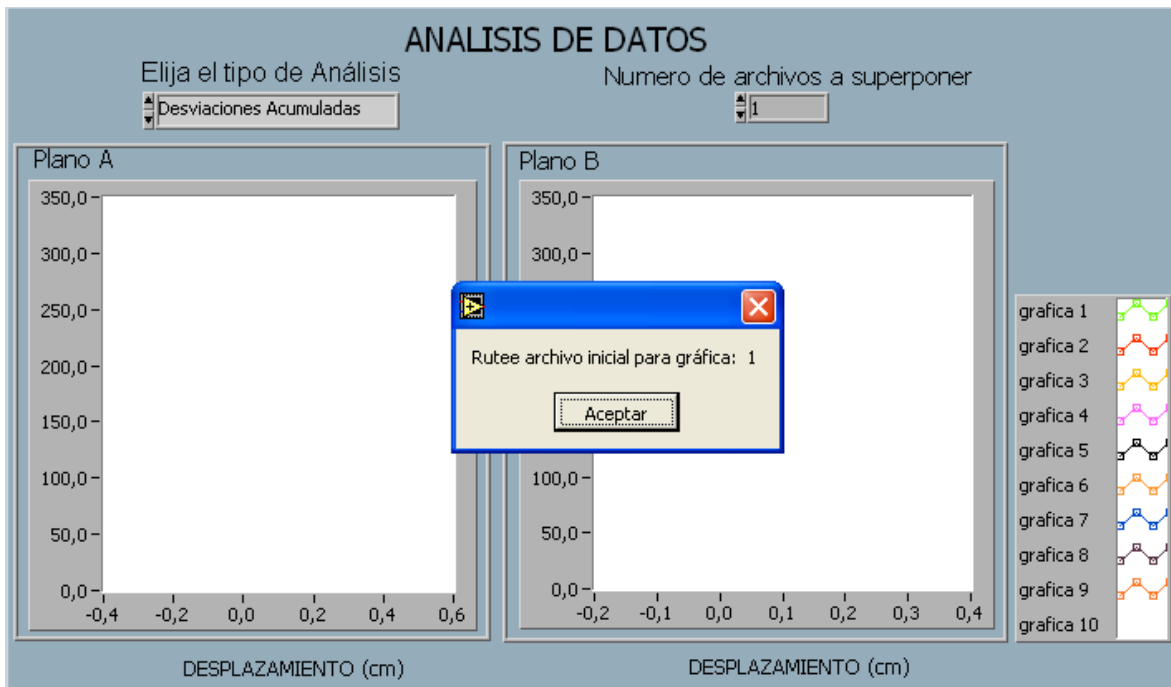 ANALISIS DE DATOS
Elija el tipo de Análisis
Numero de archivos a superponer
Desviaciones Acumuladas
1
Plano A
350,0
300,0
250,0
200,0
150,0
100,0
50,0
0,0
-0,4 -0,2 0,0 0,2 0,4 0,6
DESPLAZAMIENTO (cm)
Plano B
350,0
300,0
100,0
50,0
0,0
-0,2 -0,1 0,0 0,1 0,2 0,3 0,4
DESPLAZAMIENTO (cm)
Rutee archivo inicial para gráfica: 1
Aceptar
grafica 1
grafica 2
grafica 3
grafica 4
grafica 5
grafica 6
grafica 7
grafica 8
grafica 9
grafica 10